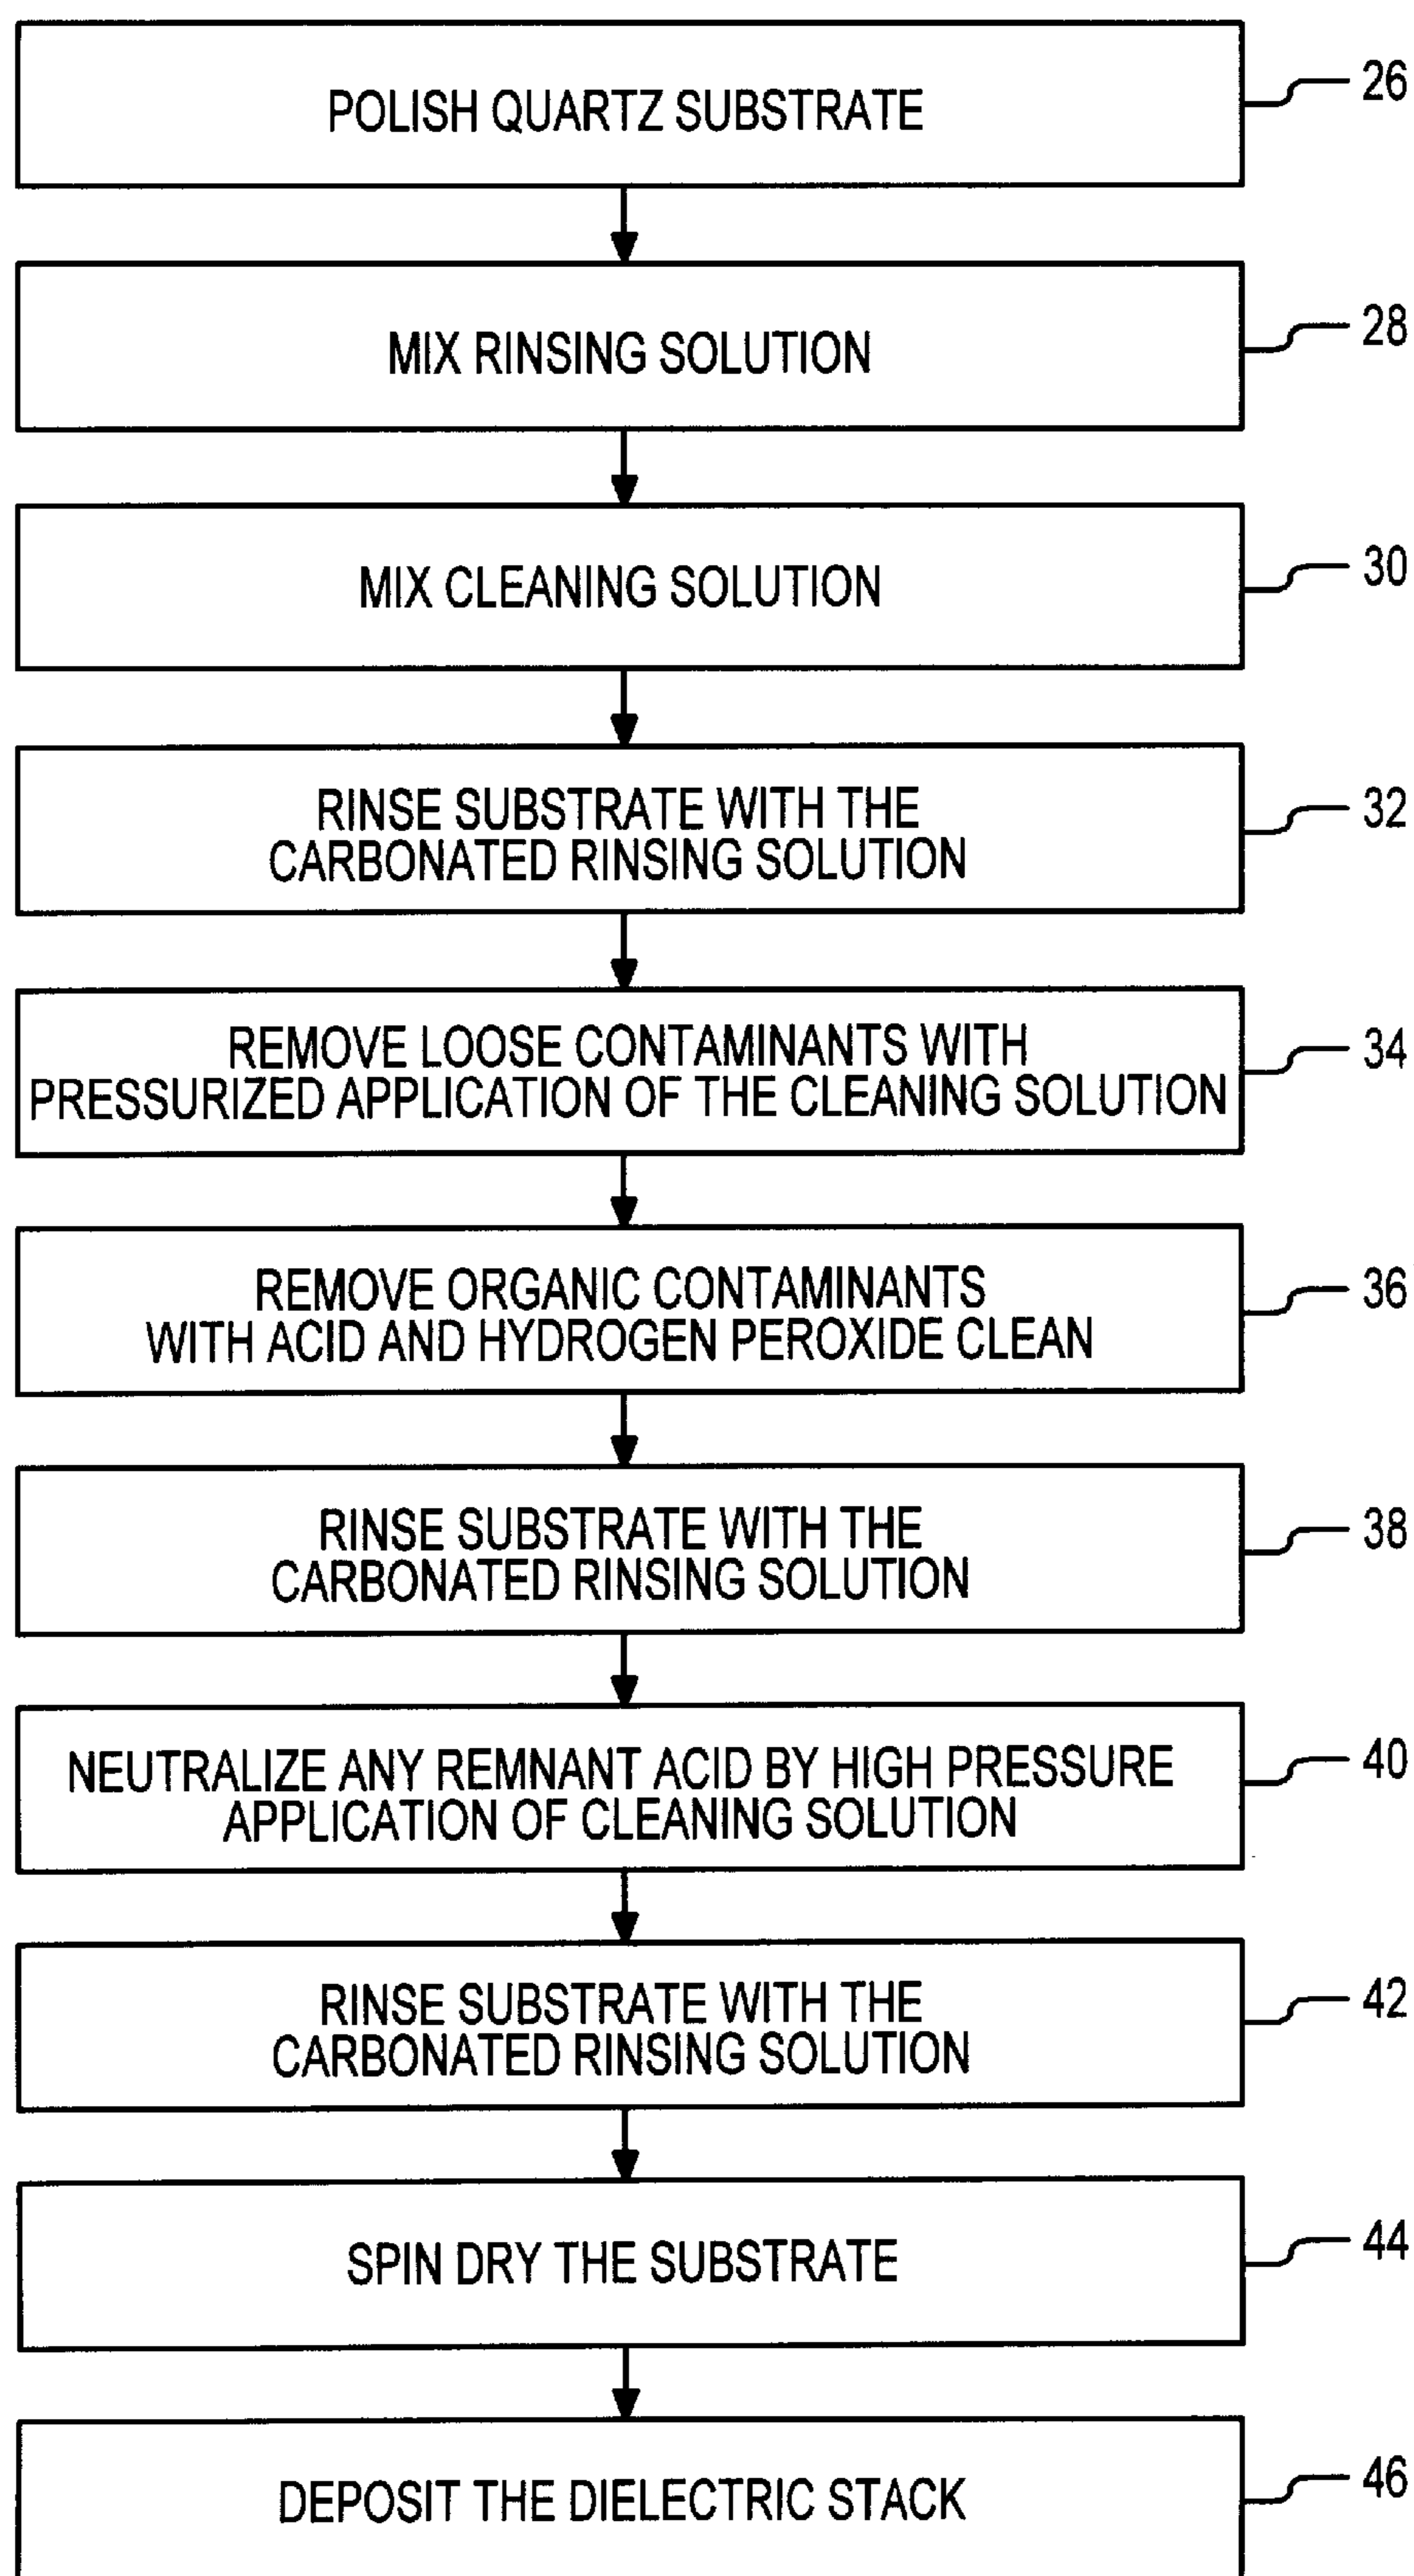 POLISH QUARTZ SUBSTRATE
26
MIX RINSING SOLUTION
28
MIX CLEANING SOLUTION
30
RINSE SUBSTRATE WITH THE
CARBONATED RINSING SOLUTION
32
REMOVE LOOSE CONTAMINANTS WITH
PRESSURIZED APPLICATION OF THE CLEANING SOLUTION
34
REMOVE ORGANIC CONTAMINANTS
WITH ACID AND HYDROGEN PEROXIDE CLEAN
36
RINSE SUBSTRATE WITH THE
CARBONATED RINSING SOLUTION
38
NEUTRALIZE ANY REMNANT ACID BY HIGH PRESSURE
APPLICATION OF CLEANING SOLUTION
40
RINSE SUBSTRATE WITH THE
CARBONATED RINSING SOLUTION
42
SPIN DRY THE SUBSTRATE
44
DEPOSIT THE DIELECTRIC STACK
46